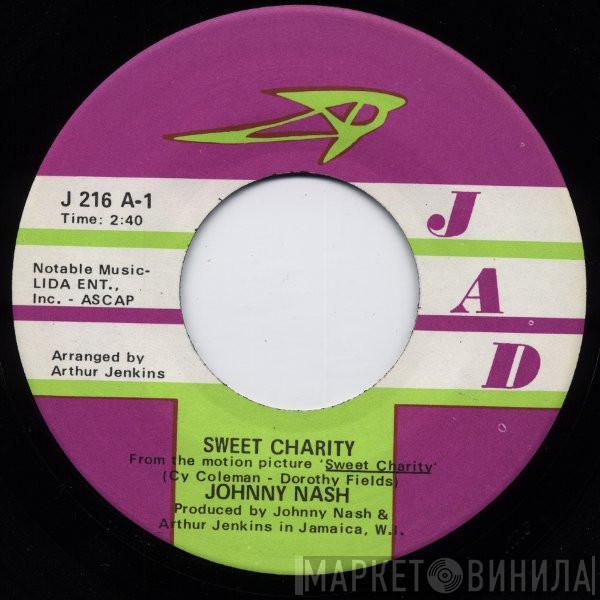 J 216 A-1
Time: 2:40
Notable Music-
LIDA ENT.,
Inc. - ASCAP
Arranged by
Arthur Jenkins
J
A
D
SWEET CHARITY
From the motion picture 'Sweet Charity'
(Cy Coleman - Dorothy Fields)
JOHNNY NASH
Produced by Johnny Nash &
Arthur Jenkins in Jamaica, W.I.
МАРКЕТ ВИНИЛА